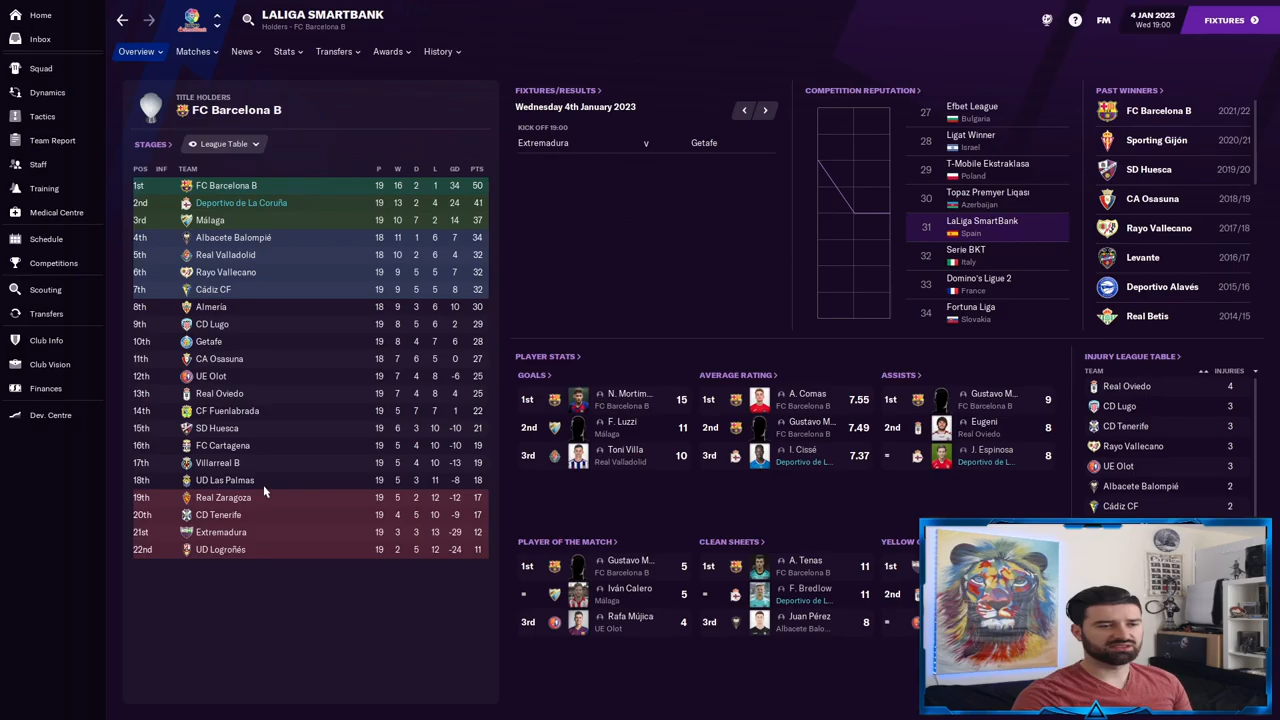 Home
Inbox
Squad
Dynamics
Tactics
Team Report
Staff
Training
Medical Centre
Schedule
Competitions
Scouting
Transfers
Club Info
Club Vision
Finances
Dev. Centre
LALIGA SMARTBANK
Holders - FC Barcelona B
? FM 4 JAN 2023 FIXTURES
Wed 19:00
Overview Matches News Stats Transfers Awards History
TITLE HOLDERS
FC Barcelona B
STAGES League Table
POS INF TEAM P W D L GD PTS
1st FC Barcelona B 19 16 2 1 34 50
2nd Deportivo de La Coruña 19 13 2 4 24 41
3rd Málaga 19 10 7 2 14 37
4th Albacete Balompié 18 11 1 6 7 34
5th Real Valladolid 18 10 2 6 4 32
6th Rayo Vallecano 19 9 5 5 7 32
7th Cádiz CF 19 9 5 5 8 32
8th Almería 18 9 3 6 10 30
9th CD Lugo 19 8 5 6 2 29
10th Getafe 19 8 4 7 6 28
11th CA Osasuna 18 7 6 5 0 27
12th UE Olot 19 7 4 8 -6 25
13th Real Oviedo 19 7 4 8 4 25
14th CF Fuenlabrada 19 5 7 7 1 22
15th SD Huesca 19 6 3 10 -10 21
16th FC Cartagena 19 5 4 10 -10 19
17th Villarreal B 19 5 4 10 -13 19
18th UD Las Palmas 19 5 3 11 -8 18
19th Real Zaragoza 19 5 2 12 -12 17
20th CD Tenerife 19 4 5 10 -9 17
21st Extremadura 19 3 3 13 -29 12
22nd UD Logroñés 19 2 5 12 -24 11
FIXTURES/RESULTS
Wednesday 4th January 2023
KICK OFF 19:00
Extremadura v Getafe
COMPETITION REPUTATION
27 Efbet League
Bulgaria
28 Ligat Winner
Israel
29 T-Mobile Ekstraklasa
Poland
30 Topaz Premyer Liqası
Azerbaijan
31 LaLiga SmartBank
Spain
32 Serie BKT
Italy
33 Domino's Ligue 2
France
34 Fortuna Liga
Slovakia
PAST WINNERS
FC Barcelona B 2021/22
Sporting Gijón 2020/21
SD Huesca 2019/20
CA Osasuna 2018/19
Rayo Vallecano 2017/18
Levante 2016/17
Deportivo Alavés 2015/16
Real Betis 2014/15
PLAYER STATS
GOALS
1st N. Mortim... 15
FC Barcelona B
2nd F. Luzzi 11
Málaga
3rd Toni Villa 10
Real Valladolid
AVERAGE RATING
1st A. Comas 7.55
FC Barcelona B
2nd Gustavo M... 7.49
FC Barcelona B
3rd I. Cissé 7.37
Deportivo de L...
ASSISTS
1st Gustavo M... 9
FC Barcelona B
2nd Eugeni 8
Real Oviedo
= J. Espinosa 8
Deportivo de L...
PLAYER OF THE MATCH
1st Gustavo M... 5
FC Barcelona B
= Iván Calero 5
Málaga
3rd Rafa Mújica 4
UE Olot
CLEAN SHEETS
1st A. Tenas 11
FC Barcelona B
= F. Bredlow 11
Deportivo de L...
3rd Juan Pérez 8
Albacete Balo...
YELLOW
1st
2nd
=
INJURY LEAGUE TABLE
TEAM INJURIES
Real Oviedo 4
CD Lugo 3
CD Tenerife 3
Rayo Vallecano 3
UE Olot 3
Albacete Balompié 2
Cádiz CF 2